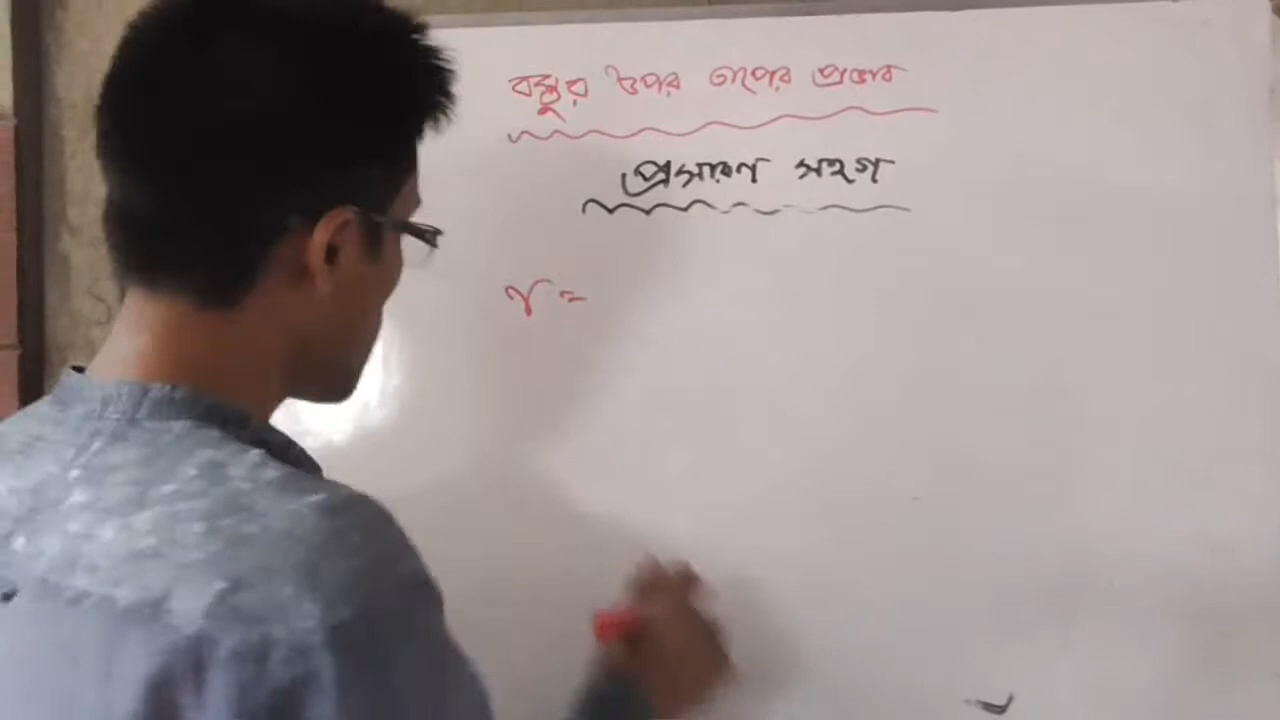 বস্তুর উপর তাপের প্রভাব
প্রসারণ সহগ
γ =